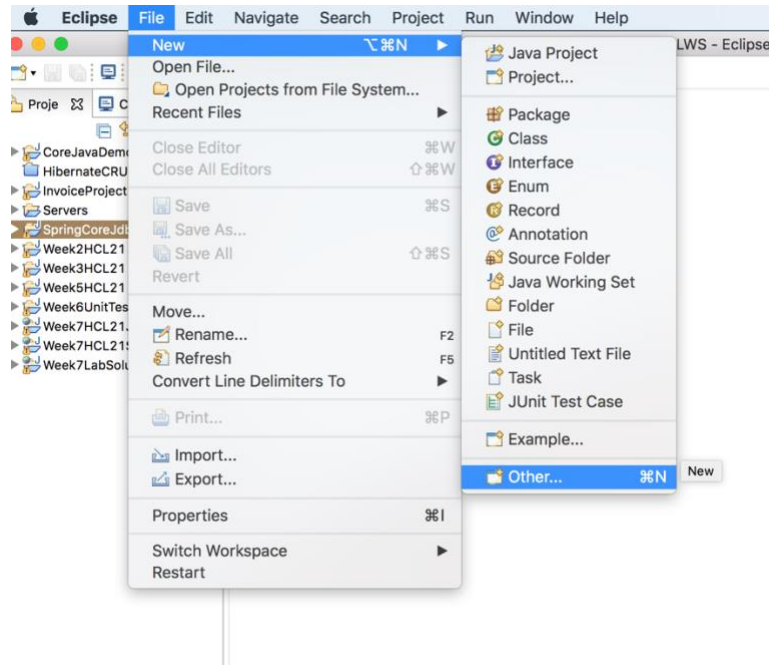 Eclipse File Edit Navigate Search Project Run Window Help
LWS - Eclipse
New ⌥⌘N ▶
Open File...
Open Projects from File System...
Recent Files ▶
Close Editor ⌘W
Close All Editors ⇧⌘W
Save ⌘S
Save As...
Save All ⇧⌘S
Revert
Move...
Rename... F2
Refresh F5
Convert Line Delimiters To ▶
Print... ⌘P
Import...
Export...
Properties ⌘I
Switch Workspace ▶
Restart
Java Project
Project...
Package
Class
Interface
Enum
Record
Annotation
Source Folder
Java Working Set
Folder
File
Untitled Text File
Task
JUnit Test Case
Example...
Other... ⌘N
New
Proje C
CoreJavaDem
HibernateCRU
InvoiceProject
Servers
SpringCoreJdb
Week2HCL21
Week3HCL21
Week5HCL21
Week6UnitTes
Week7HCL21
Week7HCL21
Week7LabSolu